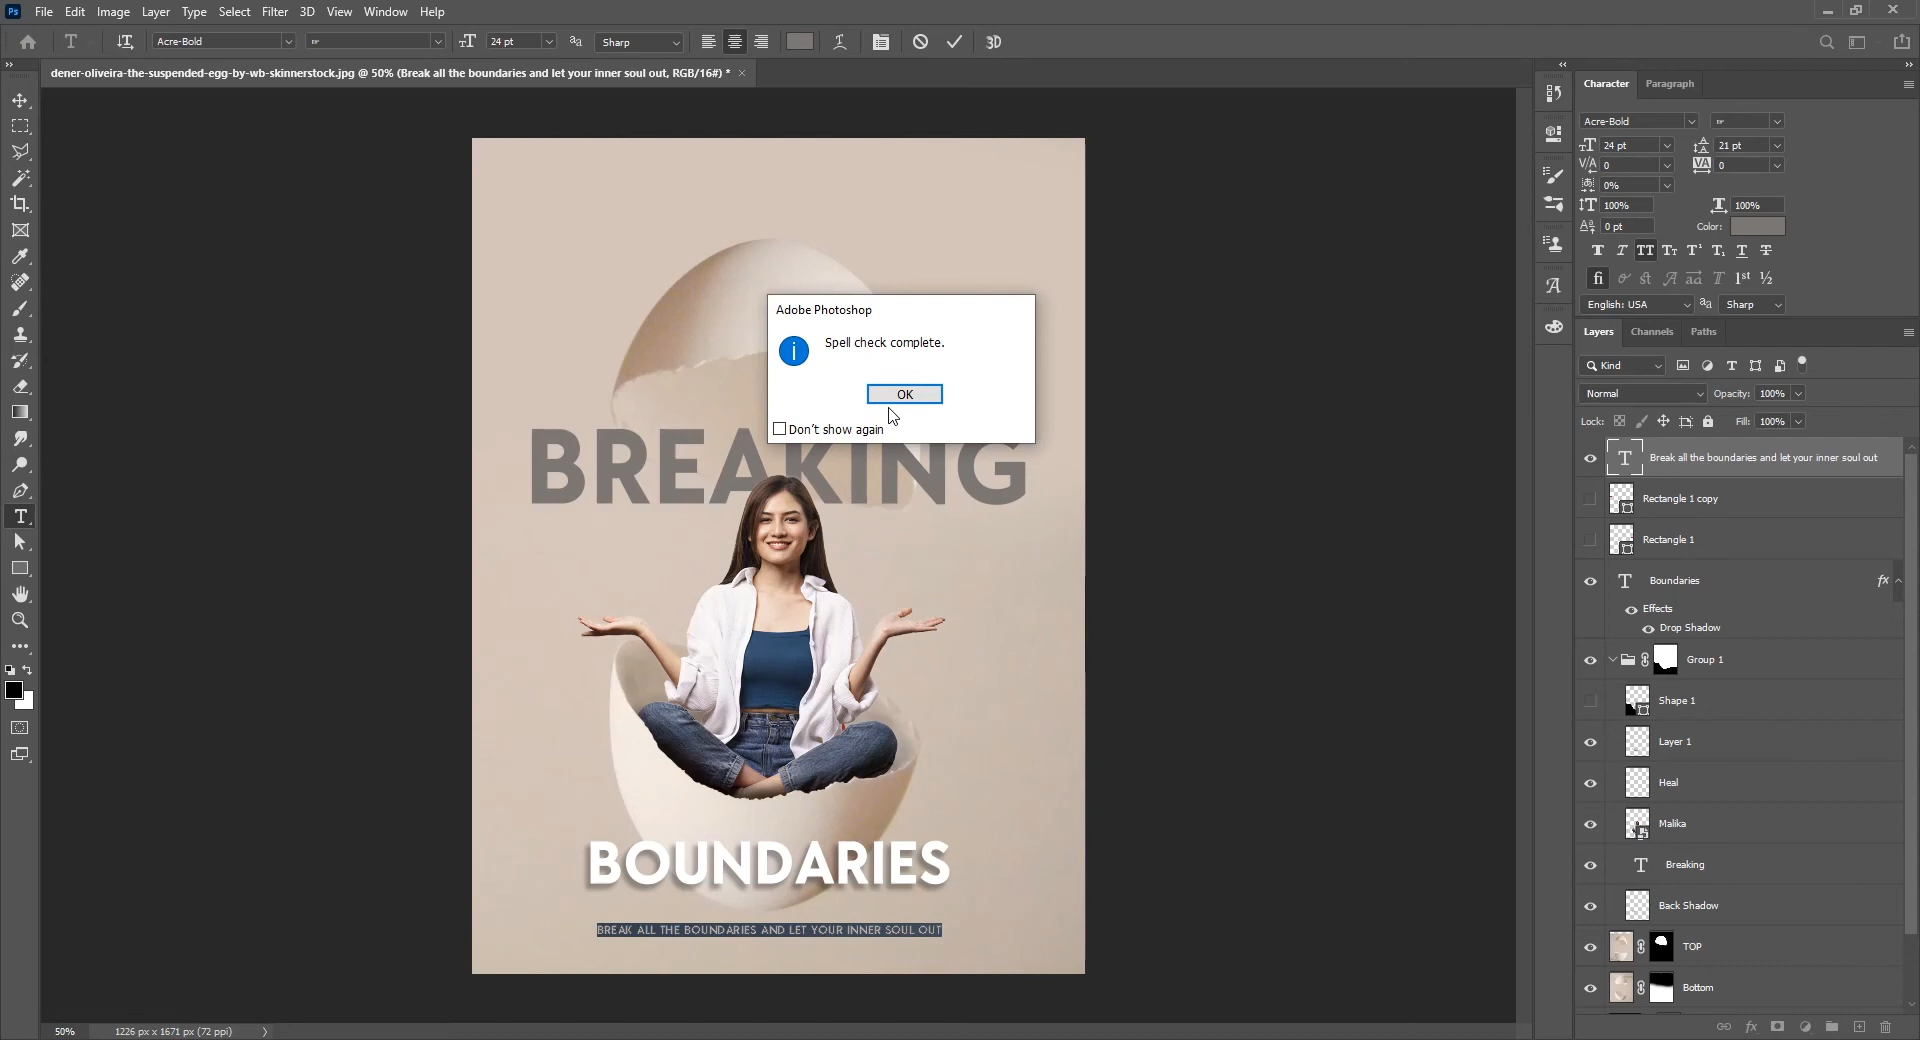 Ps File Edit Image Layer Type Select Filter 3D View Window Help
Acre-Bold 24 pt Sharp 3D
dener-oliveira-the-suspended-egg-by-wb-skinnerstock.jpg @ 50% (Break all the boundaries and let your inner soul out, RGB/16#) *
Character Paragraph
Acre-Bold
24 pt 21 pt
0 0
0%
100% 100%
0 pt Color:
English: USA Sharp
Layers Channels Paths
Kind
Normal Opacity: 100%
Lock: Fill: 100%
Break all the boundaries and let your inner soul out
Rectangle 1 copy
Rectangle 1
Boundaries fx
Effects
Drop Shadow
Group 1
Shape 1
Layer 1
Heal
Malika
Breaking
Back Shadow
TOP
Bottom
Adobe Photoshop
Spell check complete.
OK
Don't show again
BREAKING
BOUNDARIES
BREAK ALL THE BOUNDARIES AND LET YOUR INNER SOUL OUT
50% 1226 px x 1671 px (72 ppi)